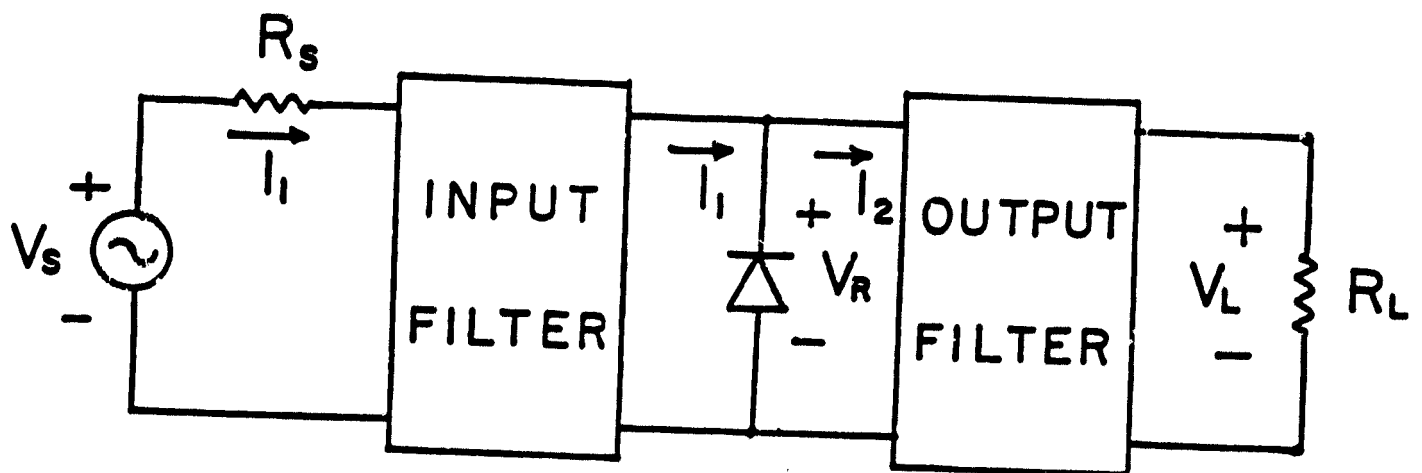 Rs
I1
+
Vs
-
INPUT
FILTER
I1
I2
+
VR
-
OUTPUT
FILTER
+
VL
-
RL